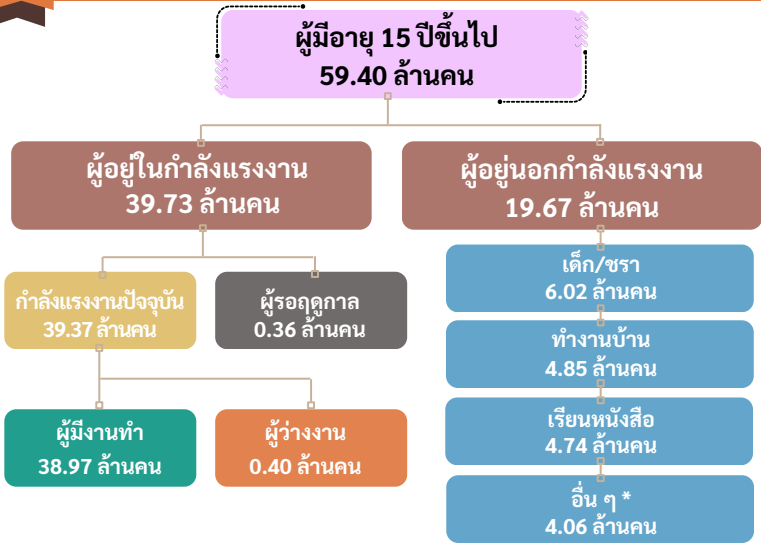 ผู้มีอายุ 15 ปีขึ้นไป
59.40 ล้านคน
ผู้อยู่ในกำลังแรงงาน
39.73 ล้านคน
ผู้อยู่นอกกำลังแรงงาน
19.67 ล้านคน
กำลังแรงงานปัจจุบัน
39.37 ล้านคน
ผู้รอฤดูกาล
0.36 ล้านคน
ผู้มีงานทำ
38.97 ล้านคน
ผู้ว่างงาน
0.40 ล้านคน
เด็ก/ชรา
6.02 ล้านคน
ทำงานบ้าน
4.85 ล้านคน
เรียนหนังสือ
4.74 ล้านคน
อื่น ๆ *
4.06 ล้านคน